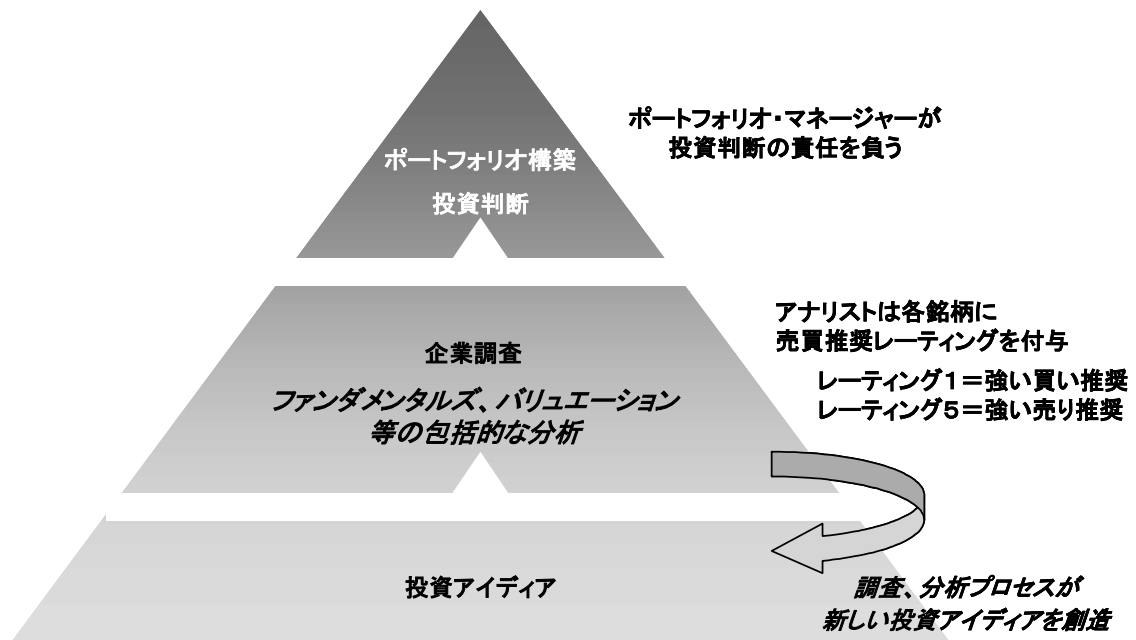 ポートフォリオ・マネージャーが
投資判断の責任を負う
ポートフォリオ構築
投資判断
アナリストは各銘柄に
売買推奨レーティングを付与
レーティング１＝強い買い推奨
レーティング５＝強い売り推奨
企業調査
ファンダメンタルズ、バリュエーション
等の包括的な分析
投資アイディア
調査、分析プロセスが
新しい投資アイディアを創造